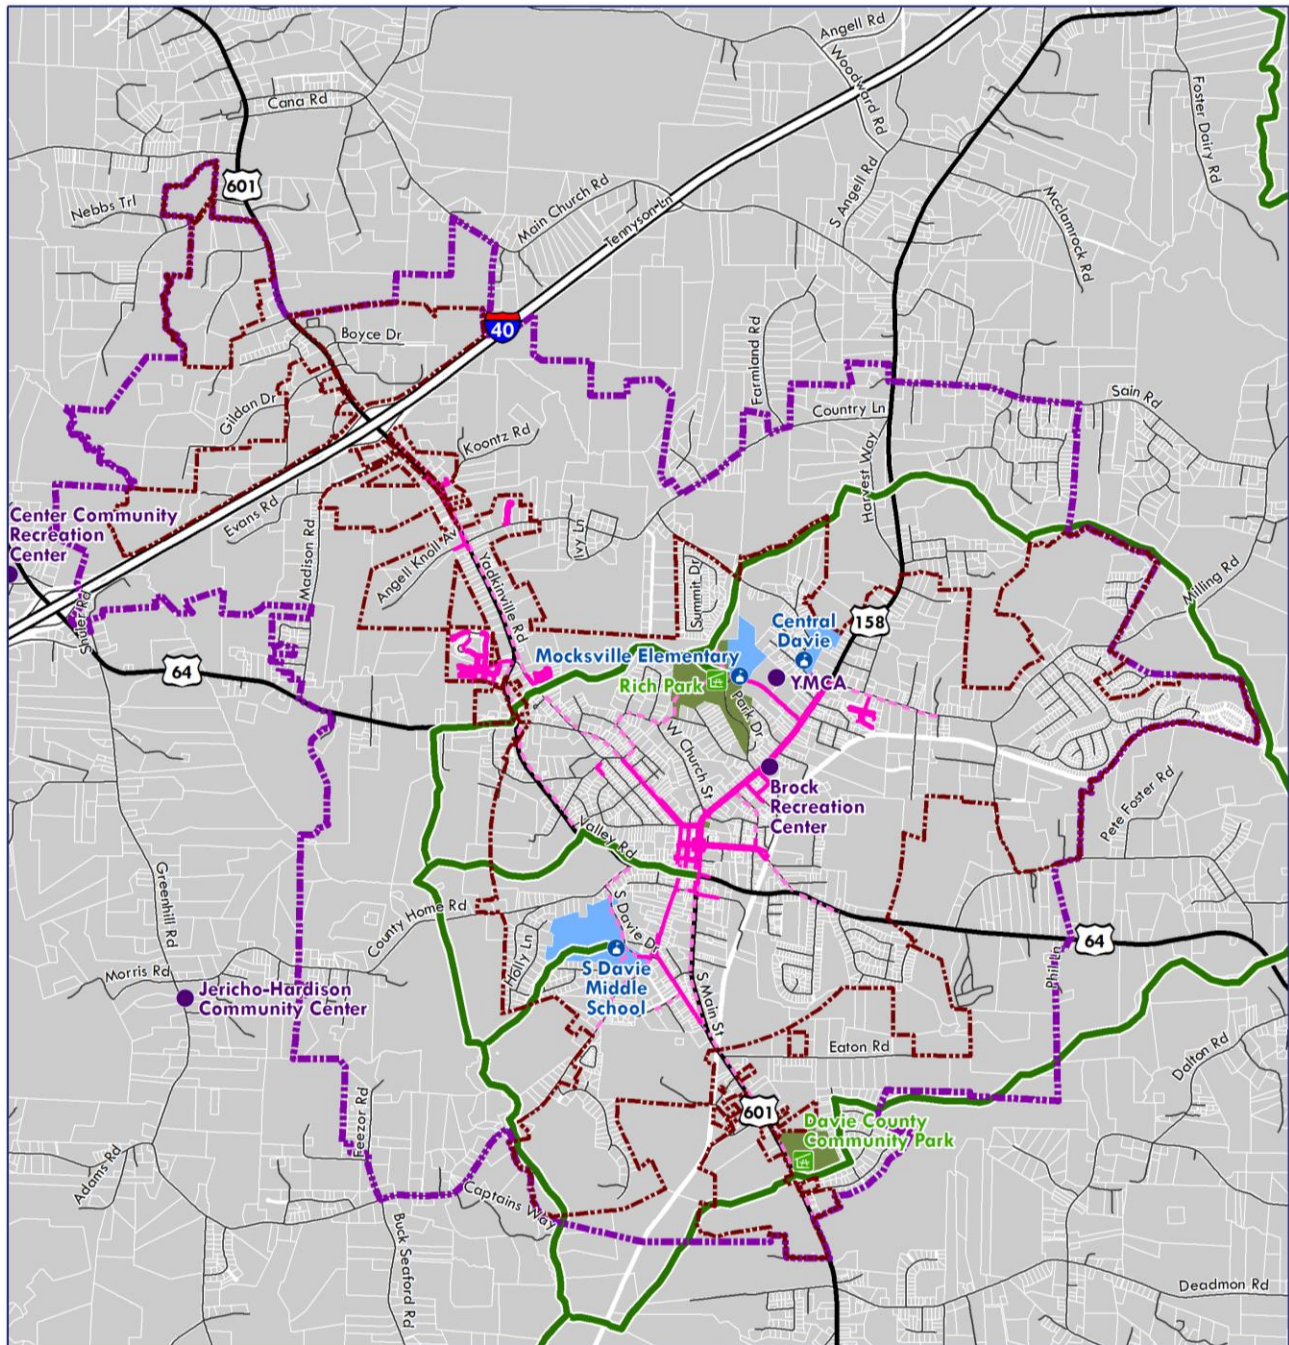 Angell Rd
Woodward Rd
Cana Rd
Foster Dairy Rd
601
Nebbs Trl
Main Church Rd
Tennyson Ln
S Angell Rd
McClamrock Rd
40
Boyce Dr
Farmland Rd
Gildan Dr
Country Ln
Sain Rd
Koontz Rd
Harvest Way
Center Community
Recreation
Center
Evans Rd
Madison Rd
Angell Knoll Av
Yadkinville Rd
Ivy Ln
Summit Dr
Milling Rd
158
Central
Davie
Mocksville Elementary
Rich Park
YMCA
64
Park Dr
W Church St
Brock
Recreation
Center
Pete Foster Rd
Valley Rd
Greenhill Rd
County Home Rd
S Davie Dr
Holly Ln
64
Phil Ln
Morris Rd
Jericho-Hardison
Community Center
S Davie
Middle
School
S Main St
Eaton Rd
Dalton Rd
Feezor Rd
601
Davie County
Community Park
Adams Rd
Captains Way
Buck Seaford Rd
Deadmon Rd